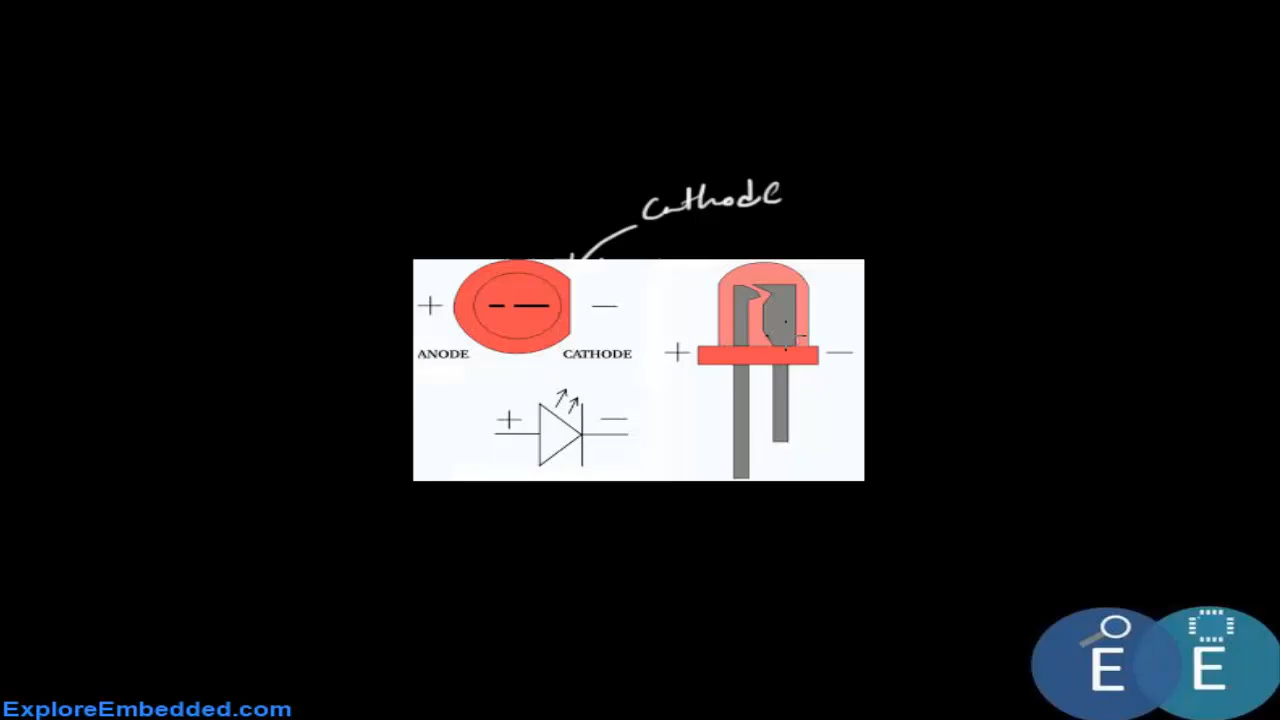 Cathode
+ −
ANODE CATHODE
+ −
+ −
E E
ExploreEmbedded.com